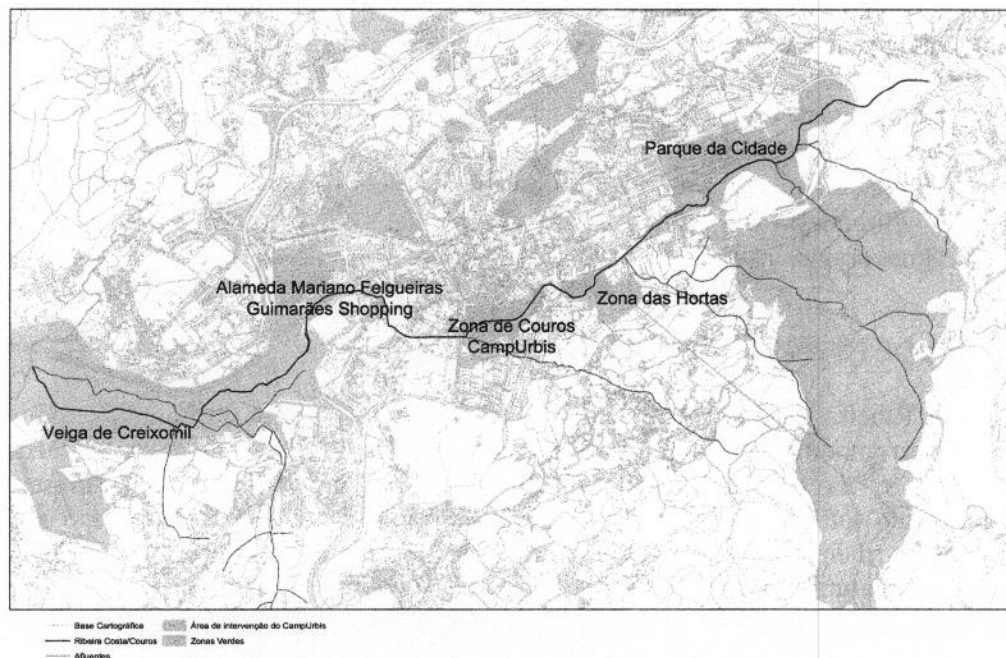 Parque da Cidade
Alameda Mariano Felgueiras
Guimarães Shopping
Zona das Hortas
Zona de Couros
CampUrbis
Veiga de Creixomil
Base Cartográfica
Ribeira Costa/Couros
Afluentes
Área de intervenção do CampUrbis
Zonas Verdes